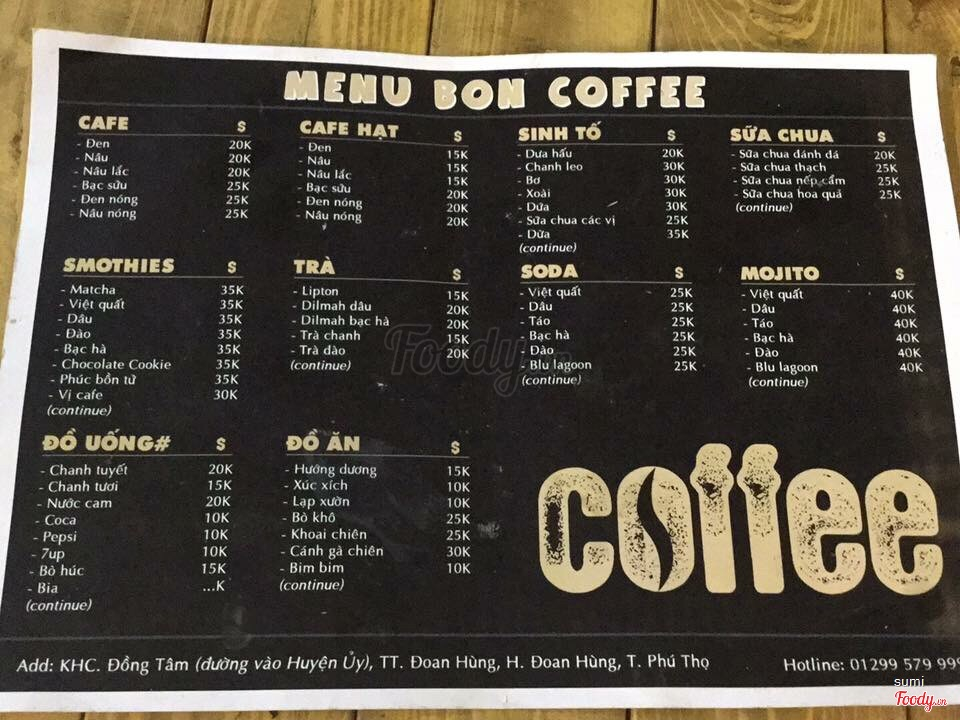 MENU BON COFFEE
CAFE $
- Đen 20K
- Nâu 20K
- Nâu lắc 20K
- Bạc sửu 25K
- Đen nóng 25K
- Nâu nóng 25K
CAFE HẠT $
- Đen 15K
- Nâu 15K
- Nâu lắc 15K
- Bạc sửu 20K
- Đen nóng 20K
- Nâu nóng 20K
SINH TỐ $
- Dưa hấu 20K
- Chanh leo 30K
- Bơ 30K
- Xoài 30K
- Dứa 30K
- Sữa chua các vị 25K
- Dừa 35K
(continue)
SỮA CHUA $
- Sữa chua đánh đá 20K
- Sữa chua thạch 25K
- Sữa chua nếp cẩm 25K
- Sữa chua hoa quả 25K
(continue)
SMOTHIES $
- Matcha 35K
- Việt quất 35K
- Dâu 35K
- Đào 35K
- Bạc hà 35K
- Chocolate Cookie 35K
- Phúc bồn tử 35K
- Vị cafe 30K
(continue)
TRÀ $
- Lipton 15K
- Dilmah dâu 20K
- Dilmah bạc hà 20K
- Trà chanh 15K
- Trà đào 20K
(continue)
SODA $
- Việt quất 25K
- Dâu 25K
- Táo 25K
- Bạc hà 25K
- Đào 25K
- Blu lagoon 25K
(continue)
MOJITO $
- Việt quất 40K
- Dâu 40K
- Táo 40K
- Bạc hà 40K
- Đào 40K
- Blu lagoon 40K
(continue)
ĐỒ UỐNG# $
- Chanh tuyết 20K
- Chanh tươi 15K
- Nước cam 20K
- Coca 10K
- Pepsi 10K
- 7up 10K
- Bò húc 15K
- Bia ...K
(continue)
ĐỒ ĂN $
- Hướng dương 15K
- Xúc xích 10K
- Lạp xườn 10K
- Bò khô 25K
- Khoai chiên 25K
- Cánh gà chiên 30K
- Bim bim 10K
(continue)
coffee
Foody.vn
Add: KHC. Đồng Tâm (đường vào Huyện Ủy), TT. Đoan Hùng, H. Đoan Hùng, T. Phú Thọ
Hotline: 01299 579 999
sumi
Foody.vn